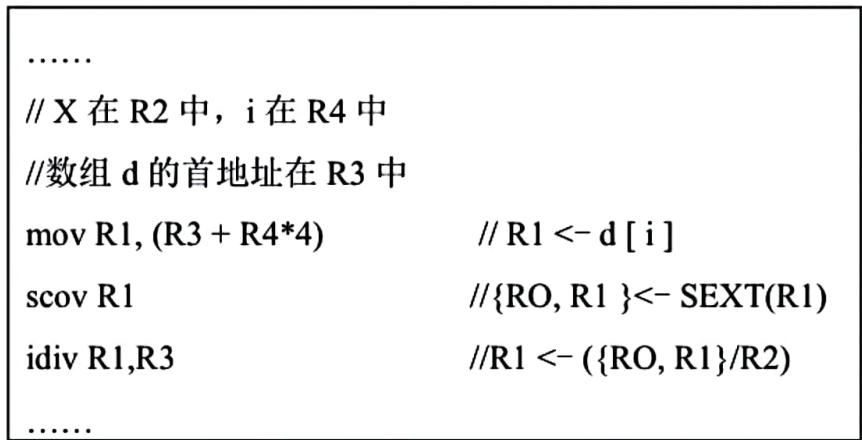 ……
// X 在 R2 中，i 在 R4 中
//数组 d 的首地址在 R3 中
mov R1, (R3 + R4*4) // R1 <- d [ i ]
scov R1 //{RO, R1 }<- SEXT(R1)
idiv R1,R3 //R1 <- ({RO, R1}/R2)
……